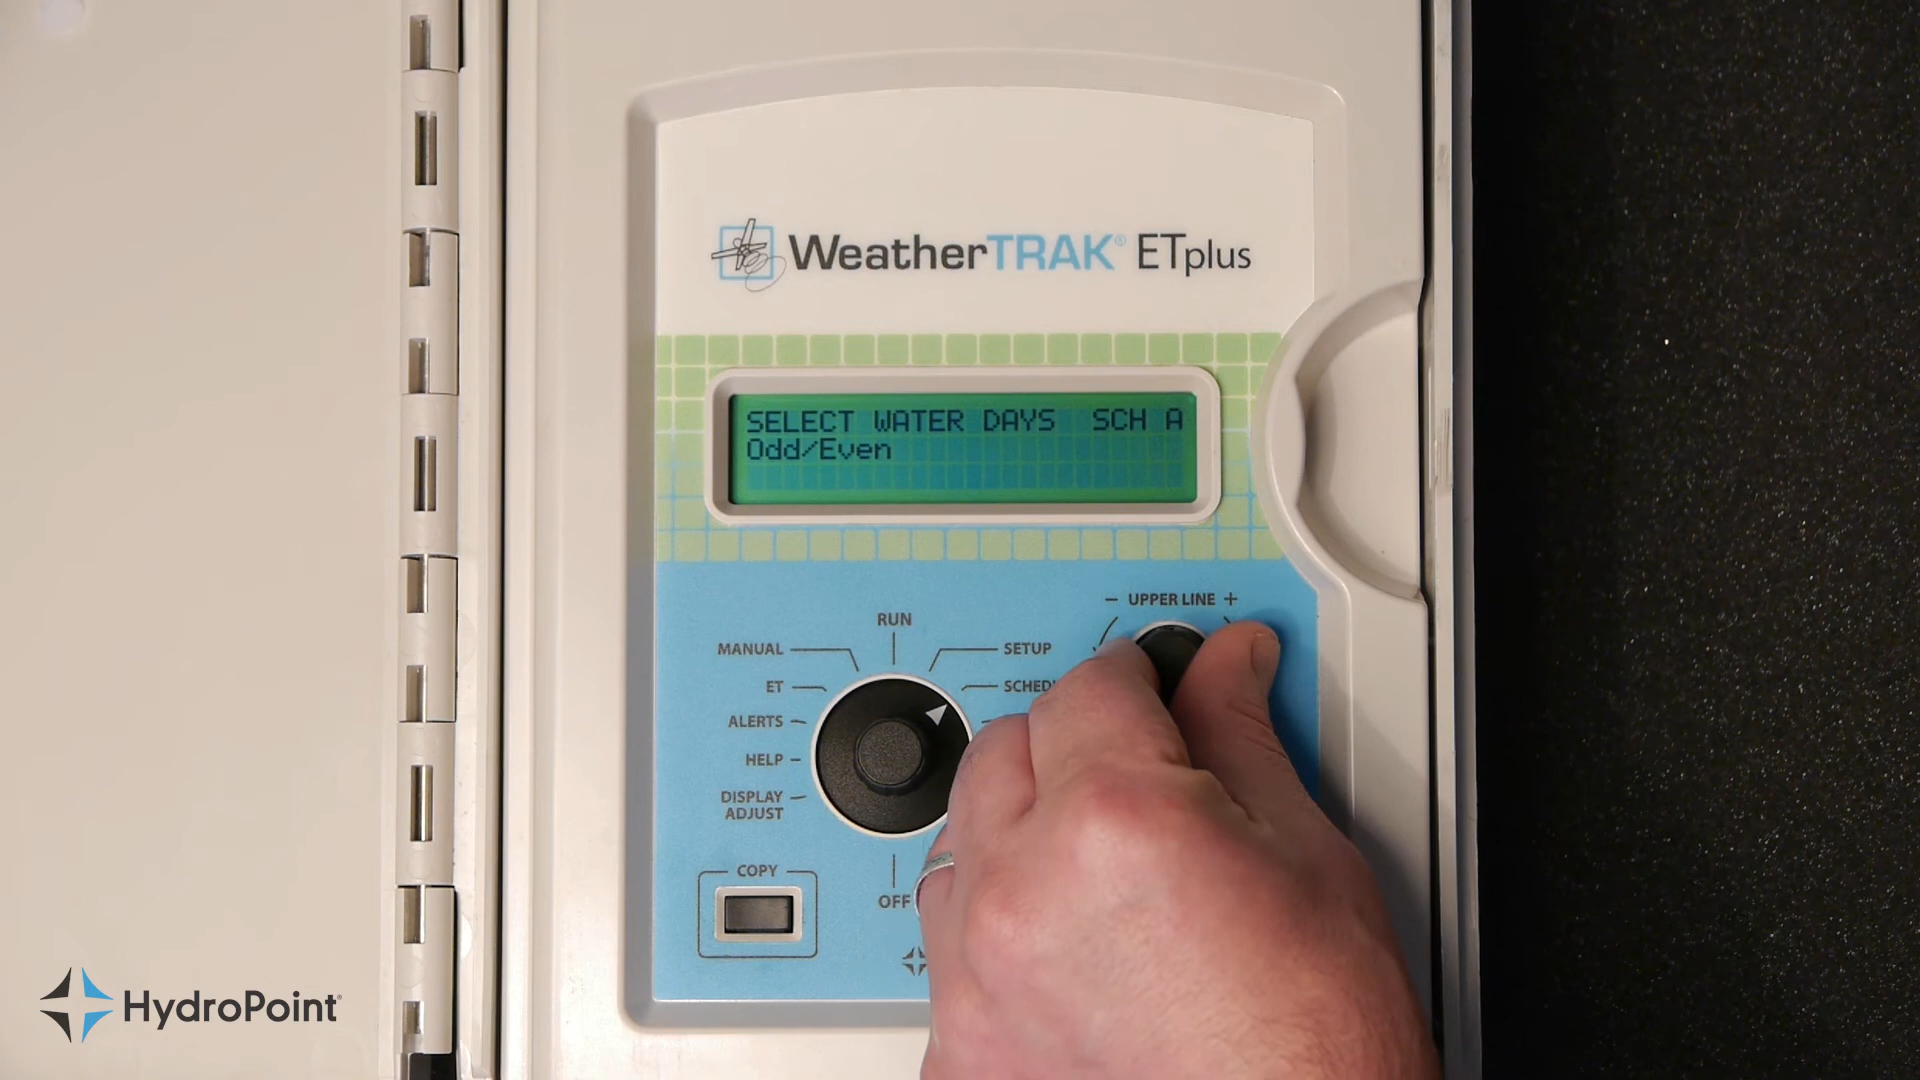 WeatherTRAK® ETplus
SELECT WATER DAYS SCH A
Odd/Even
− UPPER LINE +
RUN
MANUAL
SETUP
ET
ALERTS
HELP
DISPLAY
ADJUST
COPY
OFF
HydroPoint®